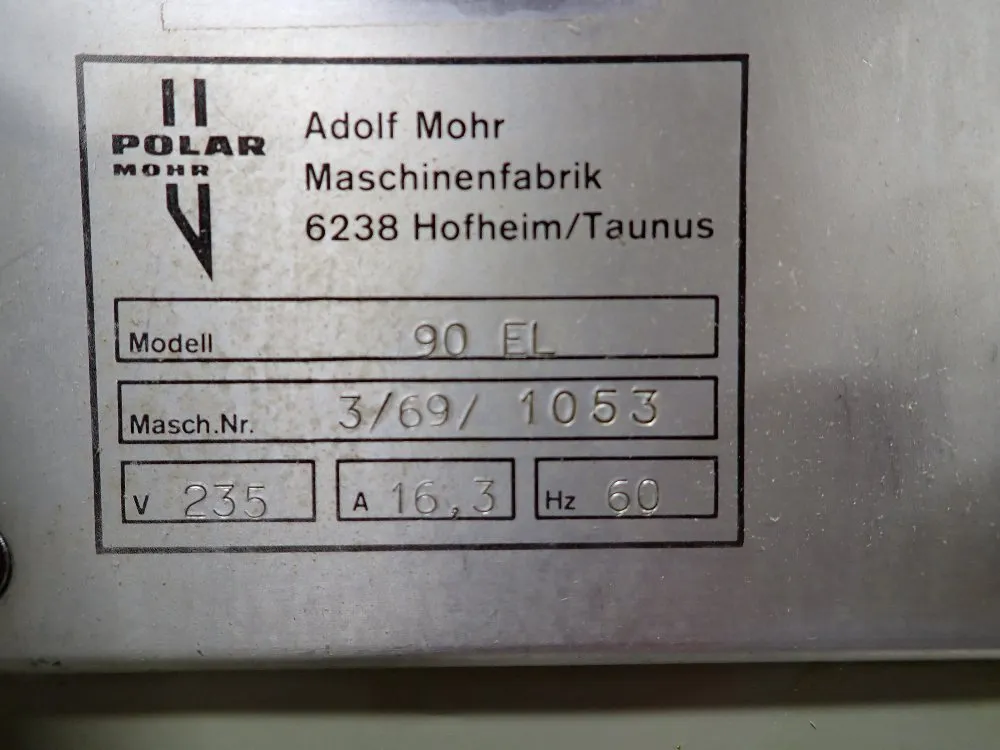 POLAR
MOHR
Adolf Mohr
Maschinenfabrik
6238 Hofheim/Taunus
Modell 90 EL
Masch.Nr. 3/69/ 1053
V 235 A 16,3 Hz 60